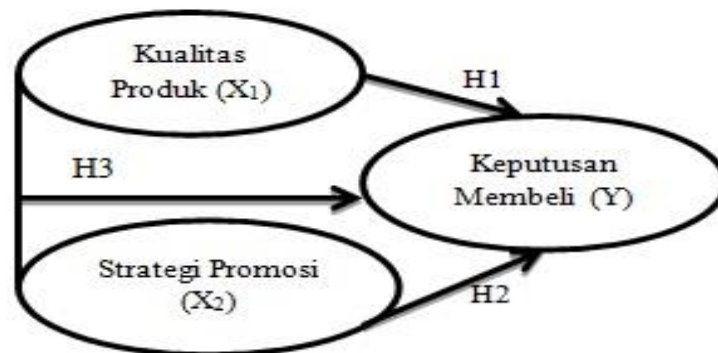 Kualitas
Produk (X₁)
H1
H3
Keputusan
Membeli (Y)
Strategi Promosi
(X₂)
H2